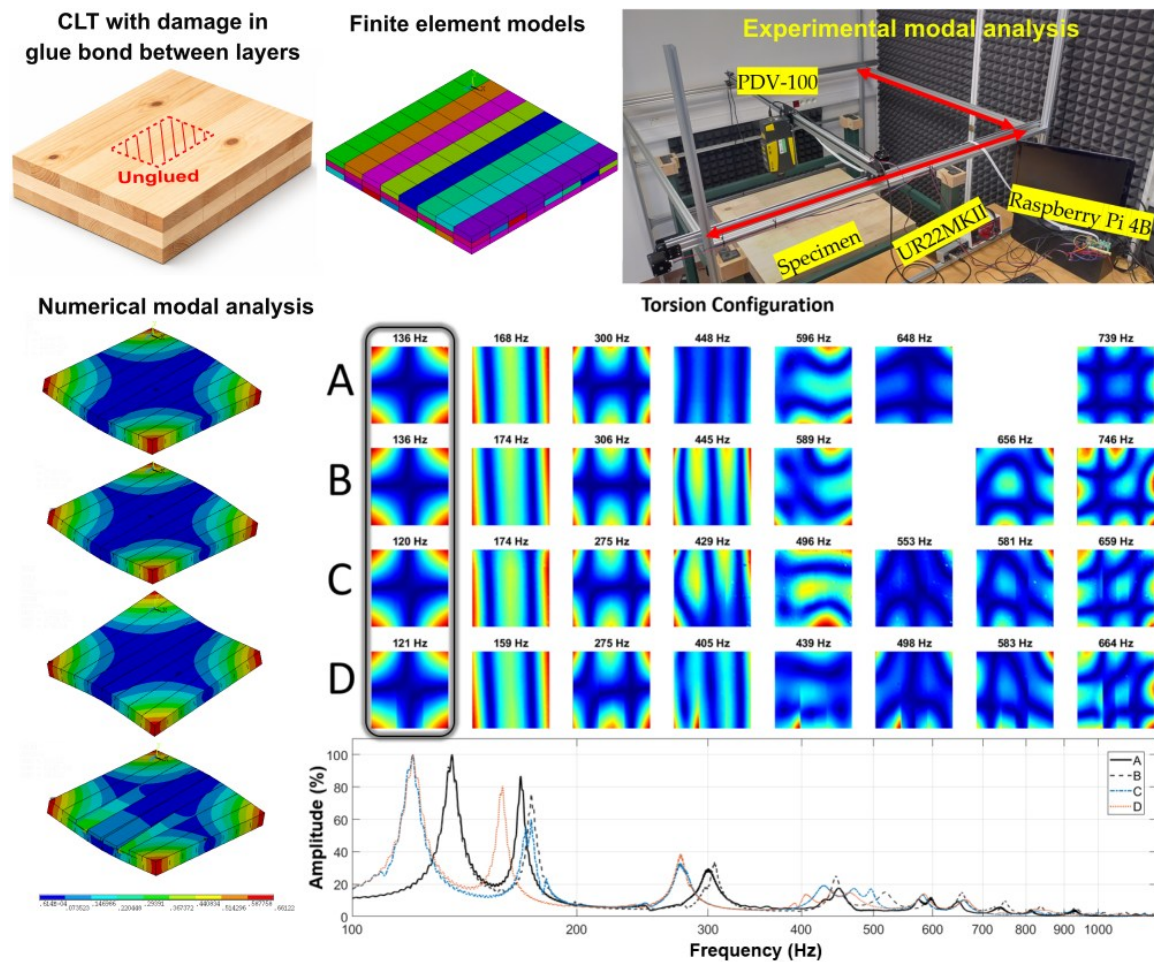 CLT with damage in
glue bond between layers
Unglued
Finite element models
Experimental modal analysis
PDV-100
Specimen
UR22MKII
Raspberry Pi 4B
Numerical modal analysis
Torsion Configuration
136 Hz 168 Hz 300 Hz 448 Hz 596 Hz 648 Hz 739 Hz
A
136 Hz 174 Hz 306 Hz 445 Hz 589 Hz 656 Hz 746 Hz
B
120 Hz 174 Hz 275 Hz 429 Hz 496 Hz 553 Hz 581 Hz 659 Hz
C
121 Hz 159 Hz 275 Hz 405 Hz 439 Hz 498 Hz 583 Hz 664 Hz
D
Amplitude (%)
100
80
60
40
20
0
A
B
C
D
100 200 300 400 500 600 700 800 900 1000
Frequency (Hz)
.073523 .220408 .367372 .514296 .66122